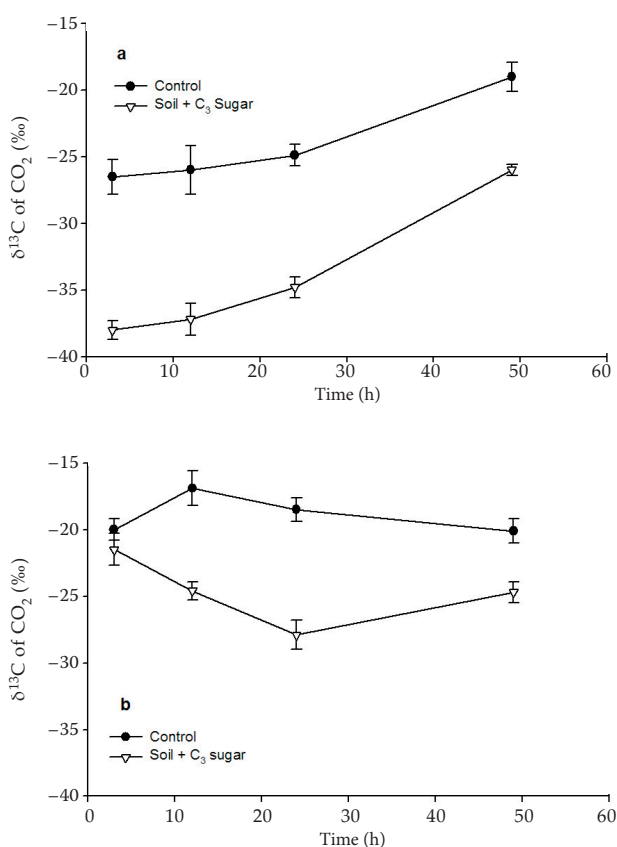 −15
a
Control
Soil + C₃ Sugar
−20
−25
−30
−35
−40
δ¹³C of CO₂ (‰)
0 10 20 30 40 50 60
Time (h)
−15
−20
−25
−30
−35
−40
δ¹³C of CO₂ (‰)
b
Control
Soil + C₃ sugar
0 10 20 30 40 50 60
Time (h)